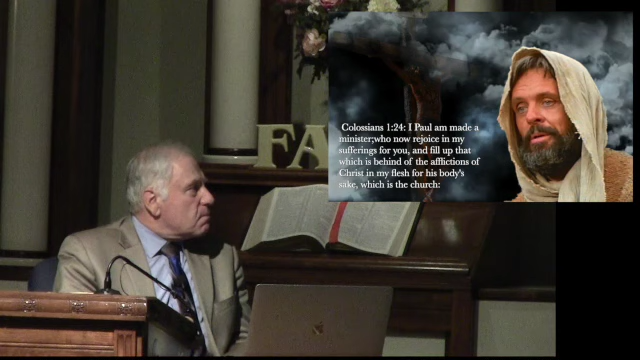 Colossians 1:24: I Paul am made a
minister;who now rejoice in my
sufferings for you, and fill up that
which is behind of the afflictions of
Christ in my flesh for his body's
sake, which is the church:
FA